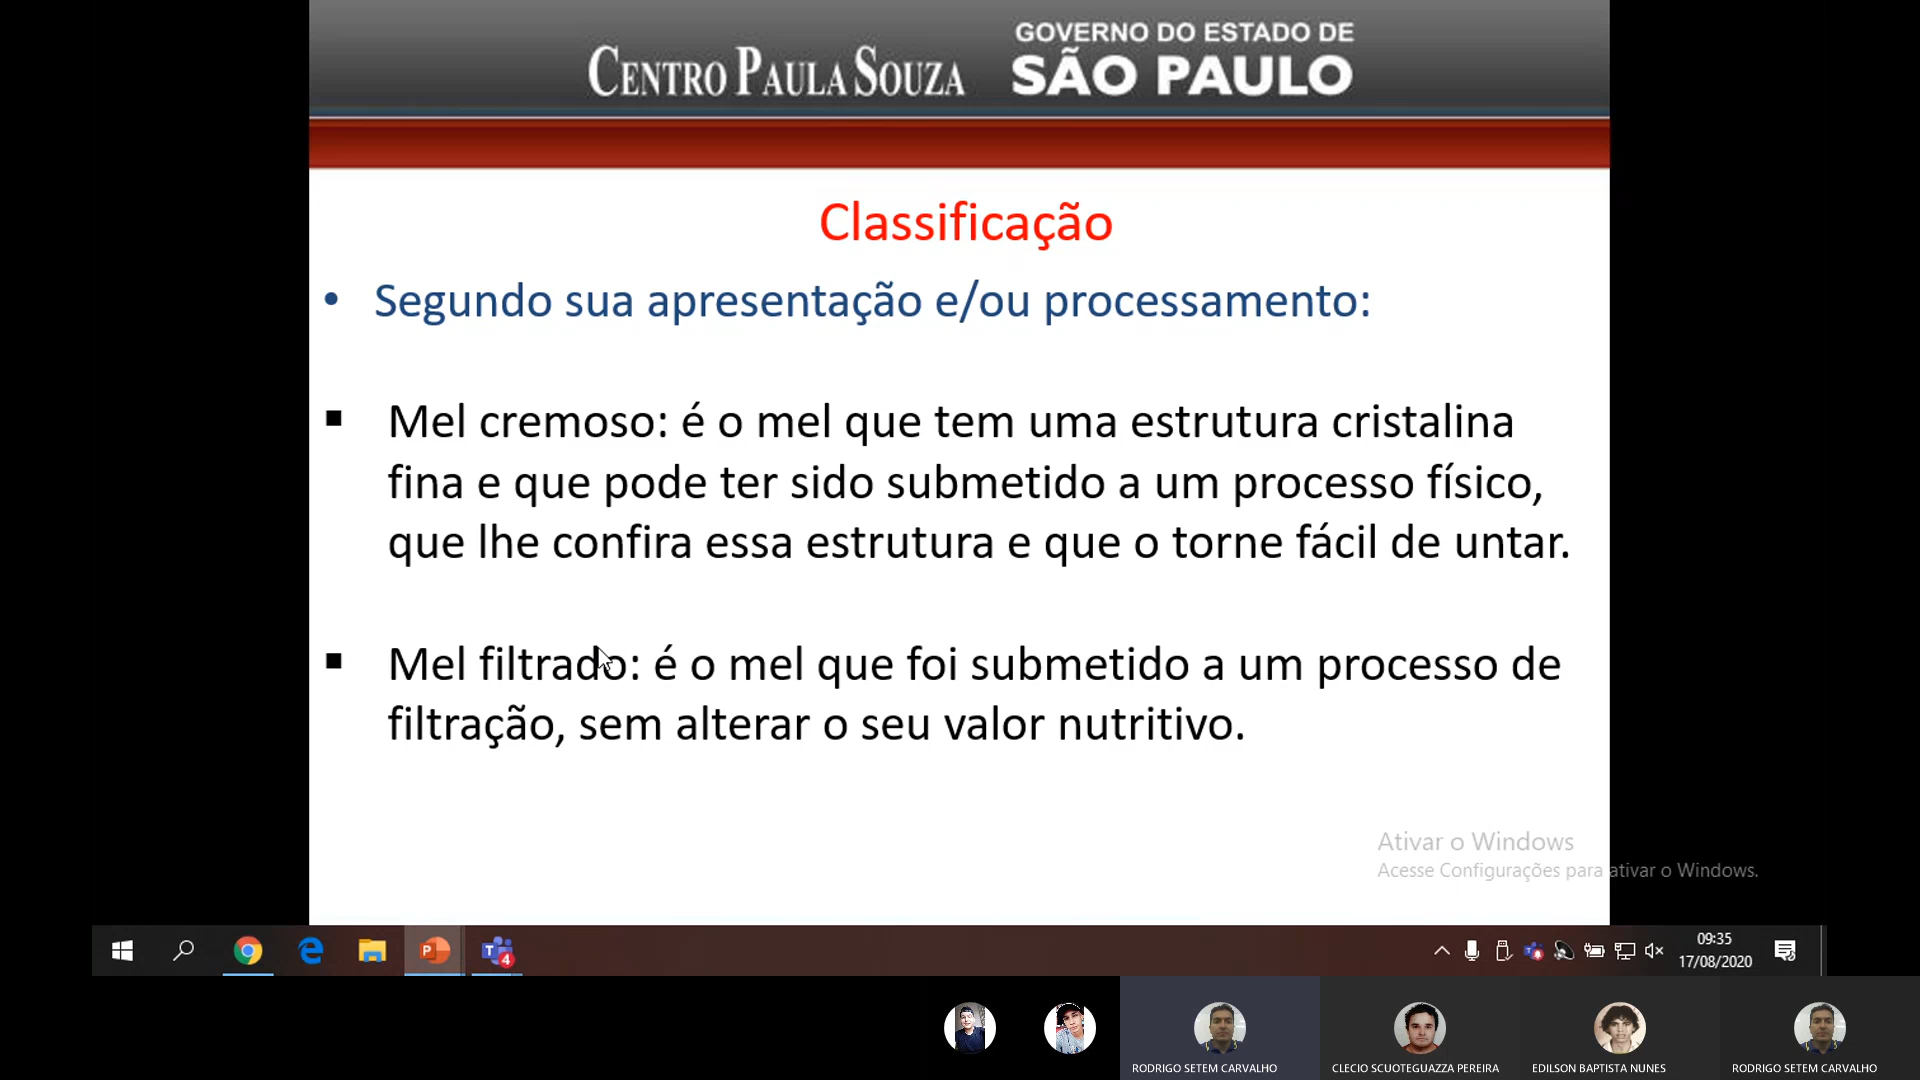 CENTRO PAULA SOUZA
GOVERNO DO ESTADO DE
SÃO PAULO
Classificação
• Segundo sua apresentação e/ou processamento:
▪ Mel cremoso: é o mel que tem uma estrutura cristalina
fina e que pode ter sido submetido a um processo físico,
que lhe confira essa estrutura e que o torne fácil de untar.
▪ Mel filtrado: é o mel que foi submetido a um processo de
filtração, sem alterar o seu valor nutritivo.
Ativar o Windows
Acesse Configurações para ativar o Windows.
09:35
17/08/2020
RODRIGO SETEM CARVALHO
CLECIO SCUOTEGUAZZA PEREIRA
EDILSON BAPTISTA NUNES
RODRIGO SETEM CARVALHO